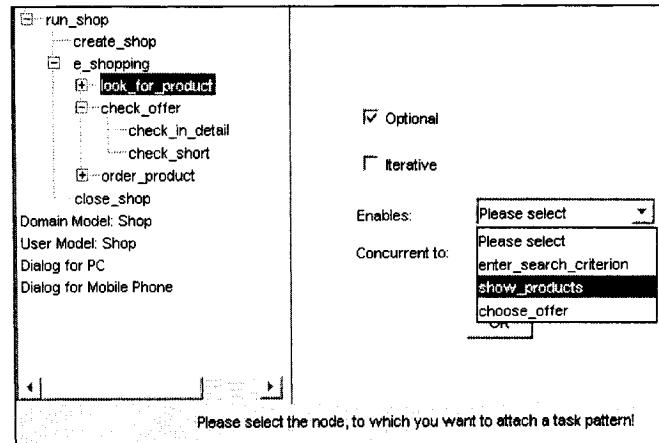 run_shop
create_shop
e_shopping
look_for_product
check_offer
check_in_detail
check_short
order_product
close_shop
Domain Model: Shop
User Model: Shop
Dialog for PC
Dialog for Mobile Phone
Optional
Iterative
Enables:
Please select
Concurrent to:
Please select
enter_search_criterion
show_products
choose_offer
Please select the node, to which you want to attach a task pattern!